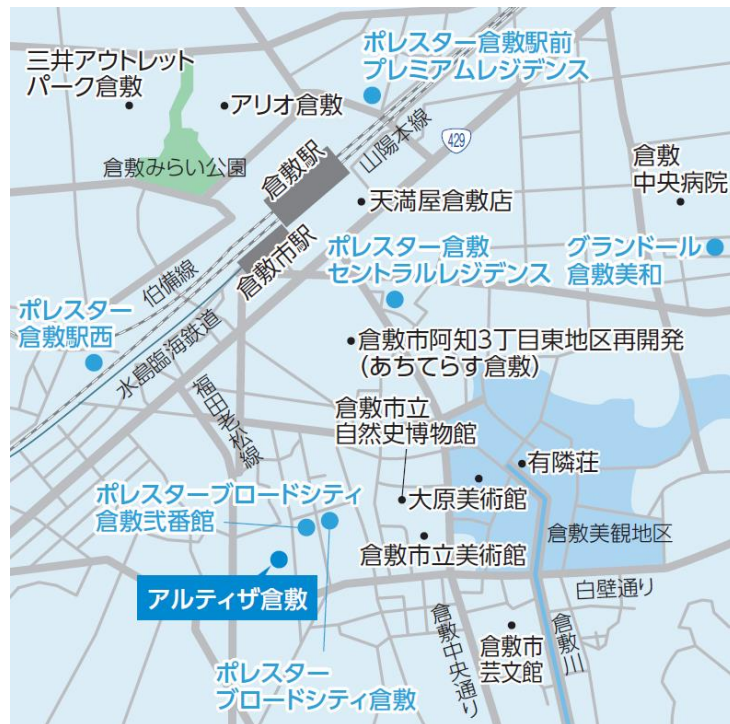 ポレスター倉敷駅前
プレミアムレジデンス
三井アウトレット
パーク倉敷
アリオ倉敷
山陽本線
429
倉敷
中央病院
倉敷みらい公園
倉敷駅
天満屋倉敷店
倉敷市駅
ポレスター倉敷
セントラルレジデンス
グランドール
倉敷美和
伯備線
ポレスター
倉敷駅西
水島臨海鉄道
倉敷市阿知3丁目東地区再開発
(あちてらす倉敷)
福田老松線
倉敷市立
自然史博物館
有隣荘
ポレスターブロードシティ
倉敷弐番館
大原美術館
倉敷美観地区
倉敷市立美術館
アルティザ倉敷
白壁通り
倉敷中央通り
倉敷市
芸文館
倉敷川
ポレスター
ブロードシティ倉敷